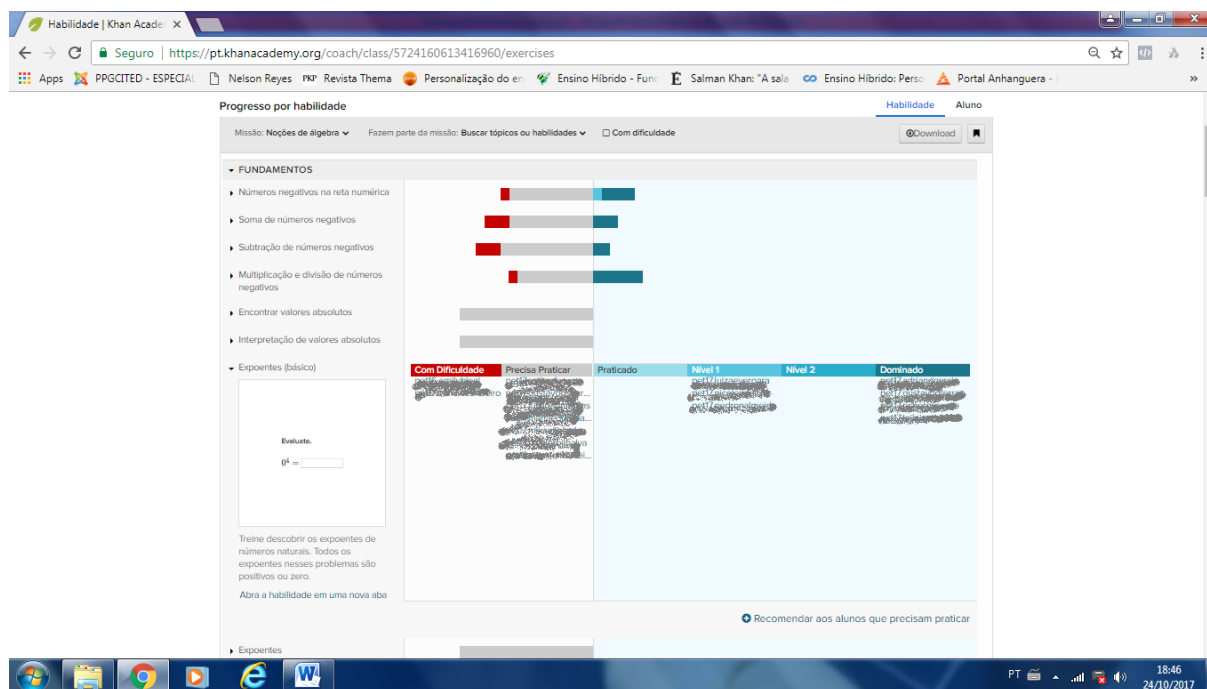 Habilidade | Khan Acade
Seguro | https://pt.khanacademy.org/coach/class/5724160613416960/exercises
Apps PPGCITED - ESPECIAL Nelson Reyes PKP Revista Thema Personalização do en Ensino Híbrido - Func Salman Khan: "A sala Ensino Híbrido: Perso Portal Anhanguera - »
Progresso por habilidade Habilidade Aluno
Missão: Noções de álgebra Fazem parte da missão: Buscar tópicos ou habilidades Com dificuldade Download
FUNDAMENTOS
Números negativos na reta numérica
Soma de números negativos
Subtração de números negativos
Multiplicação e divisão de números
negativos
Encontrar valores absolutos
Interpretação de valores absolutos
Expoentes (básico)
Com Dificuldade Precisa Praticar Praticado Nível 1 Nível 2 Dominado
Evaluate.
0⁴ =
Treine descobrir os expoentes de
números naturais. Todos os
expoentes nesses problemas são
positivos ou zero.
Abra a habilidade em uma nova aba
Recomendar aos alunos que precisam praticar
Expoentes
PT 18:46
24/10/2017